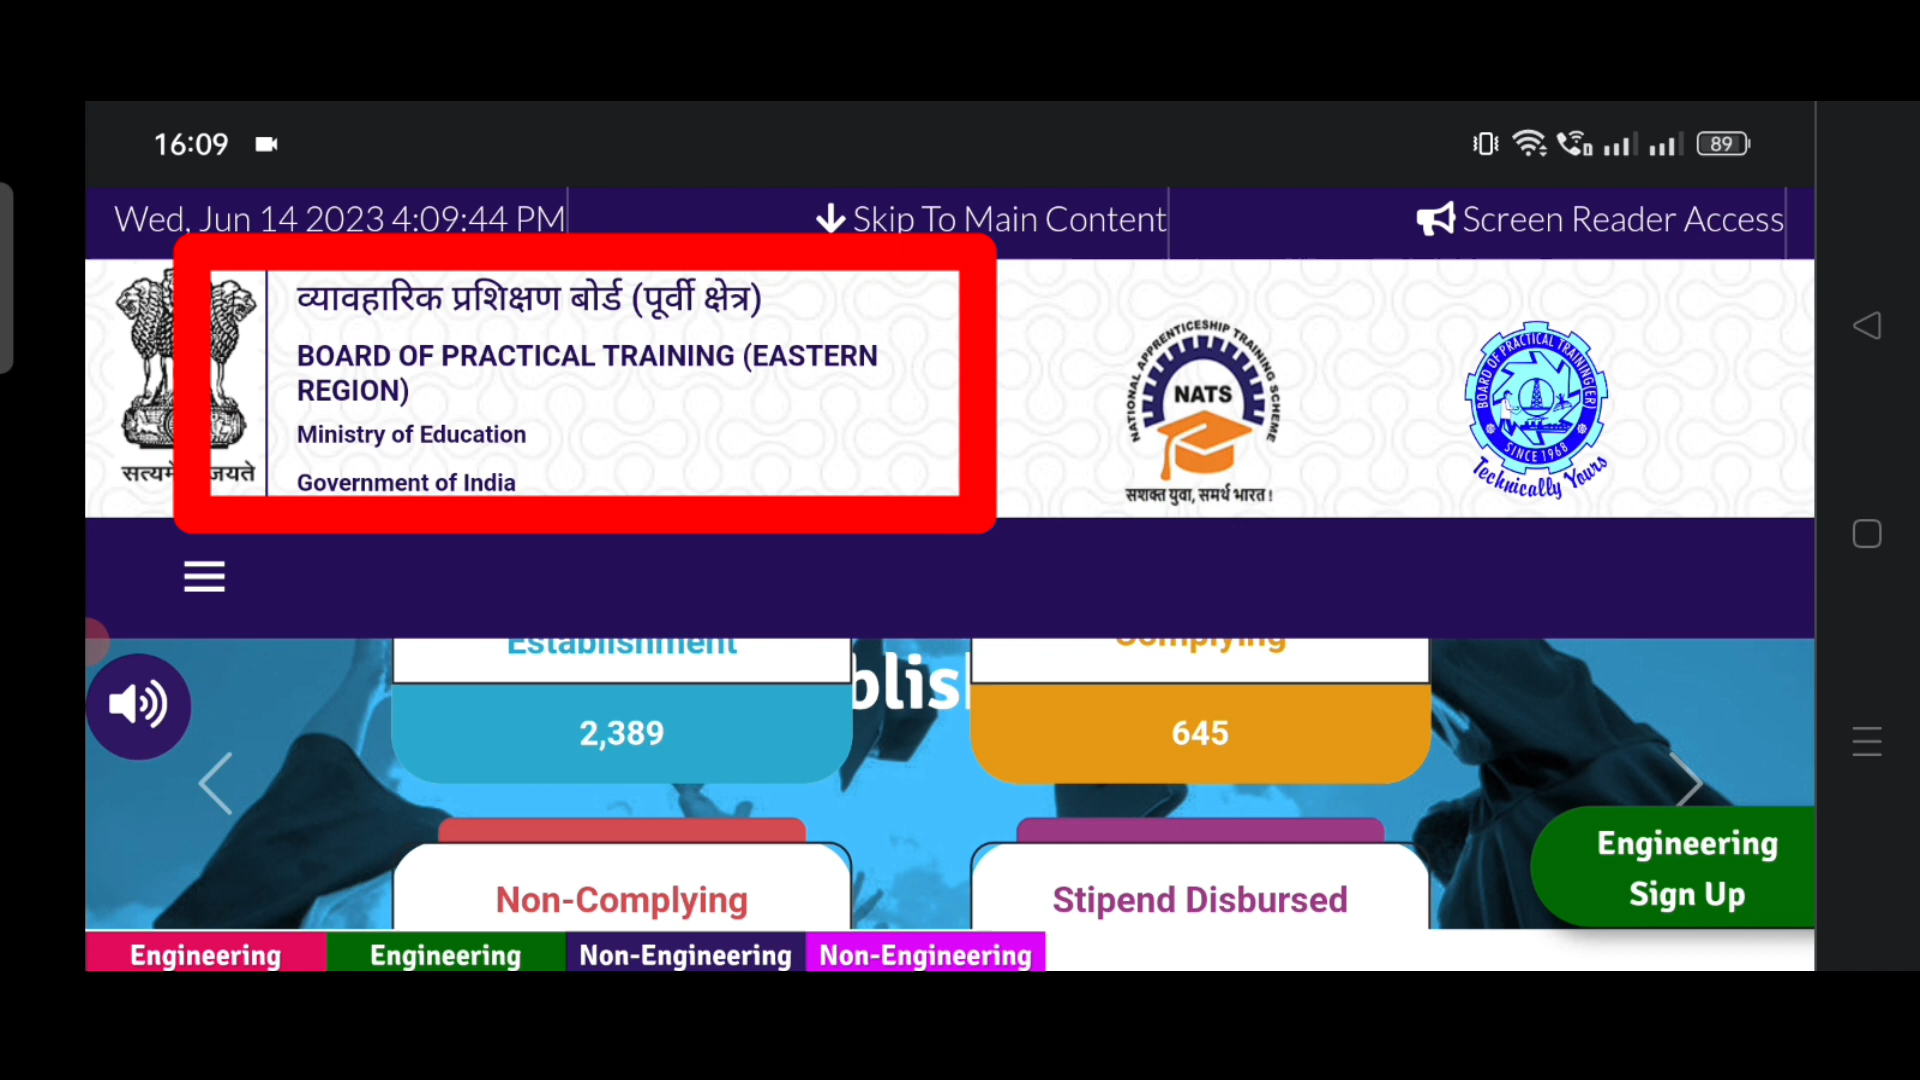 16:09
89
Wed, Jun 14 2023 4:09:44 PM
Skip To Main Content
Screen Reader Access
व्यावहारिक प्रशिक्षण बोर्ड (पूर्वी क्षेत्र)
BOARD OF PRACTICAL TRAINING (EASTERN
REGION)
Ministry of Education
Government of India
सत्यमे जयते
NATIONAL APPRENTICESHIP TRAINING SCHEME
NATS
सशक्त युवा, समर्थ भारत !
BOARD OF PRACTICAL TRAINING(ER)
SINCE 1968
Technically Yours
Establishment
Complying
blis
2,389
645
Non-Complying
Stipend Disbursed
Engineering
Sign Up
Engineering
Engineering
Non-Engineering
Non-Engineering